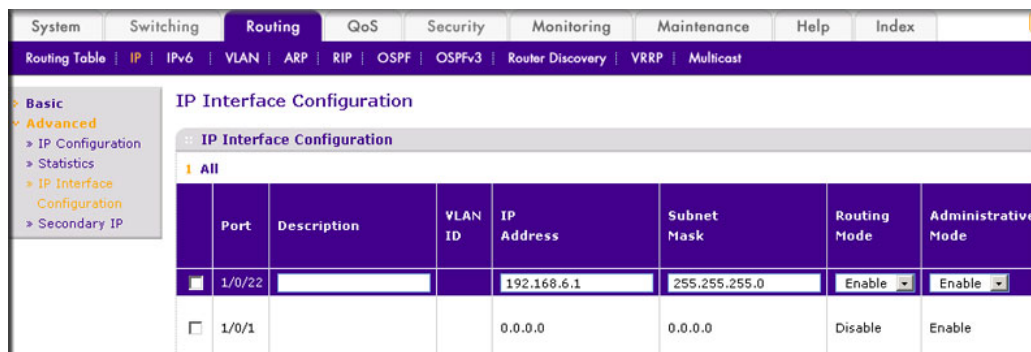 System Switching Routing QoS Security Monitoring Maintenance Help Index
Routing Table IP IPv6 VLAN ARP RIP OSPF OSPFv3 Router Discovery VRRP Multicast
Basic
Advanced
» IP Configuration
» Statistics
» IP Interface
Configuration
» Secondary IP
IP Interface Configuration
IP Interface Configuration
1 All
Port Description VLAN ID IP Address Subnet Mask Routing Mode Administrative Mode
1/0/22 192.168.6.1 255.255.255.0 Enable Enable
1/0/1 0.0.0.0 0.0.0.0 Disable Enable